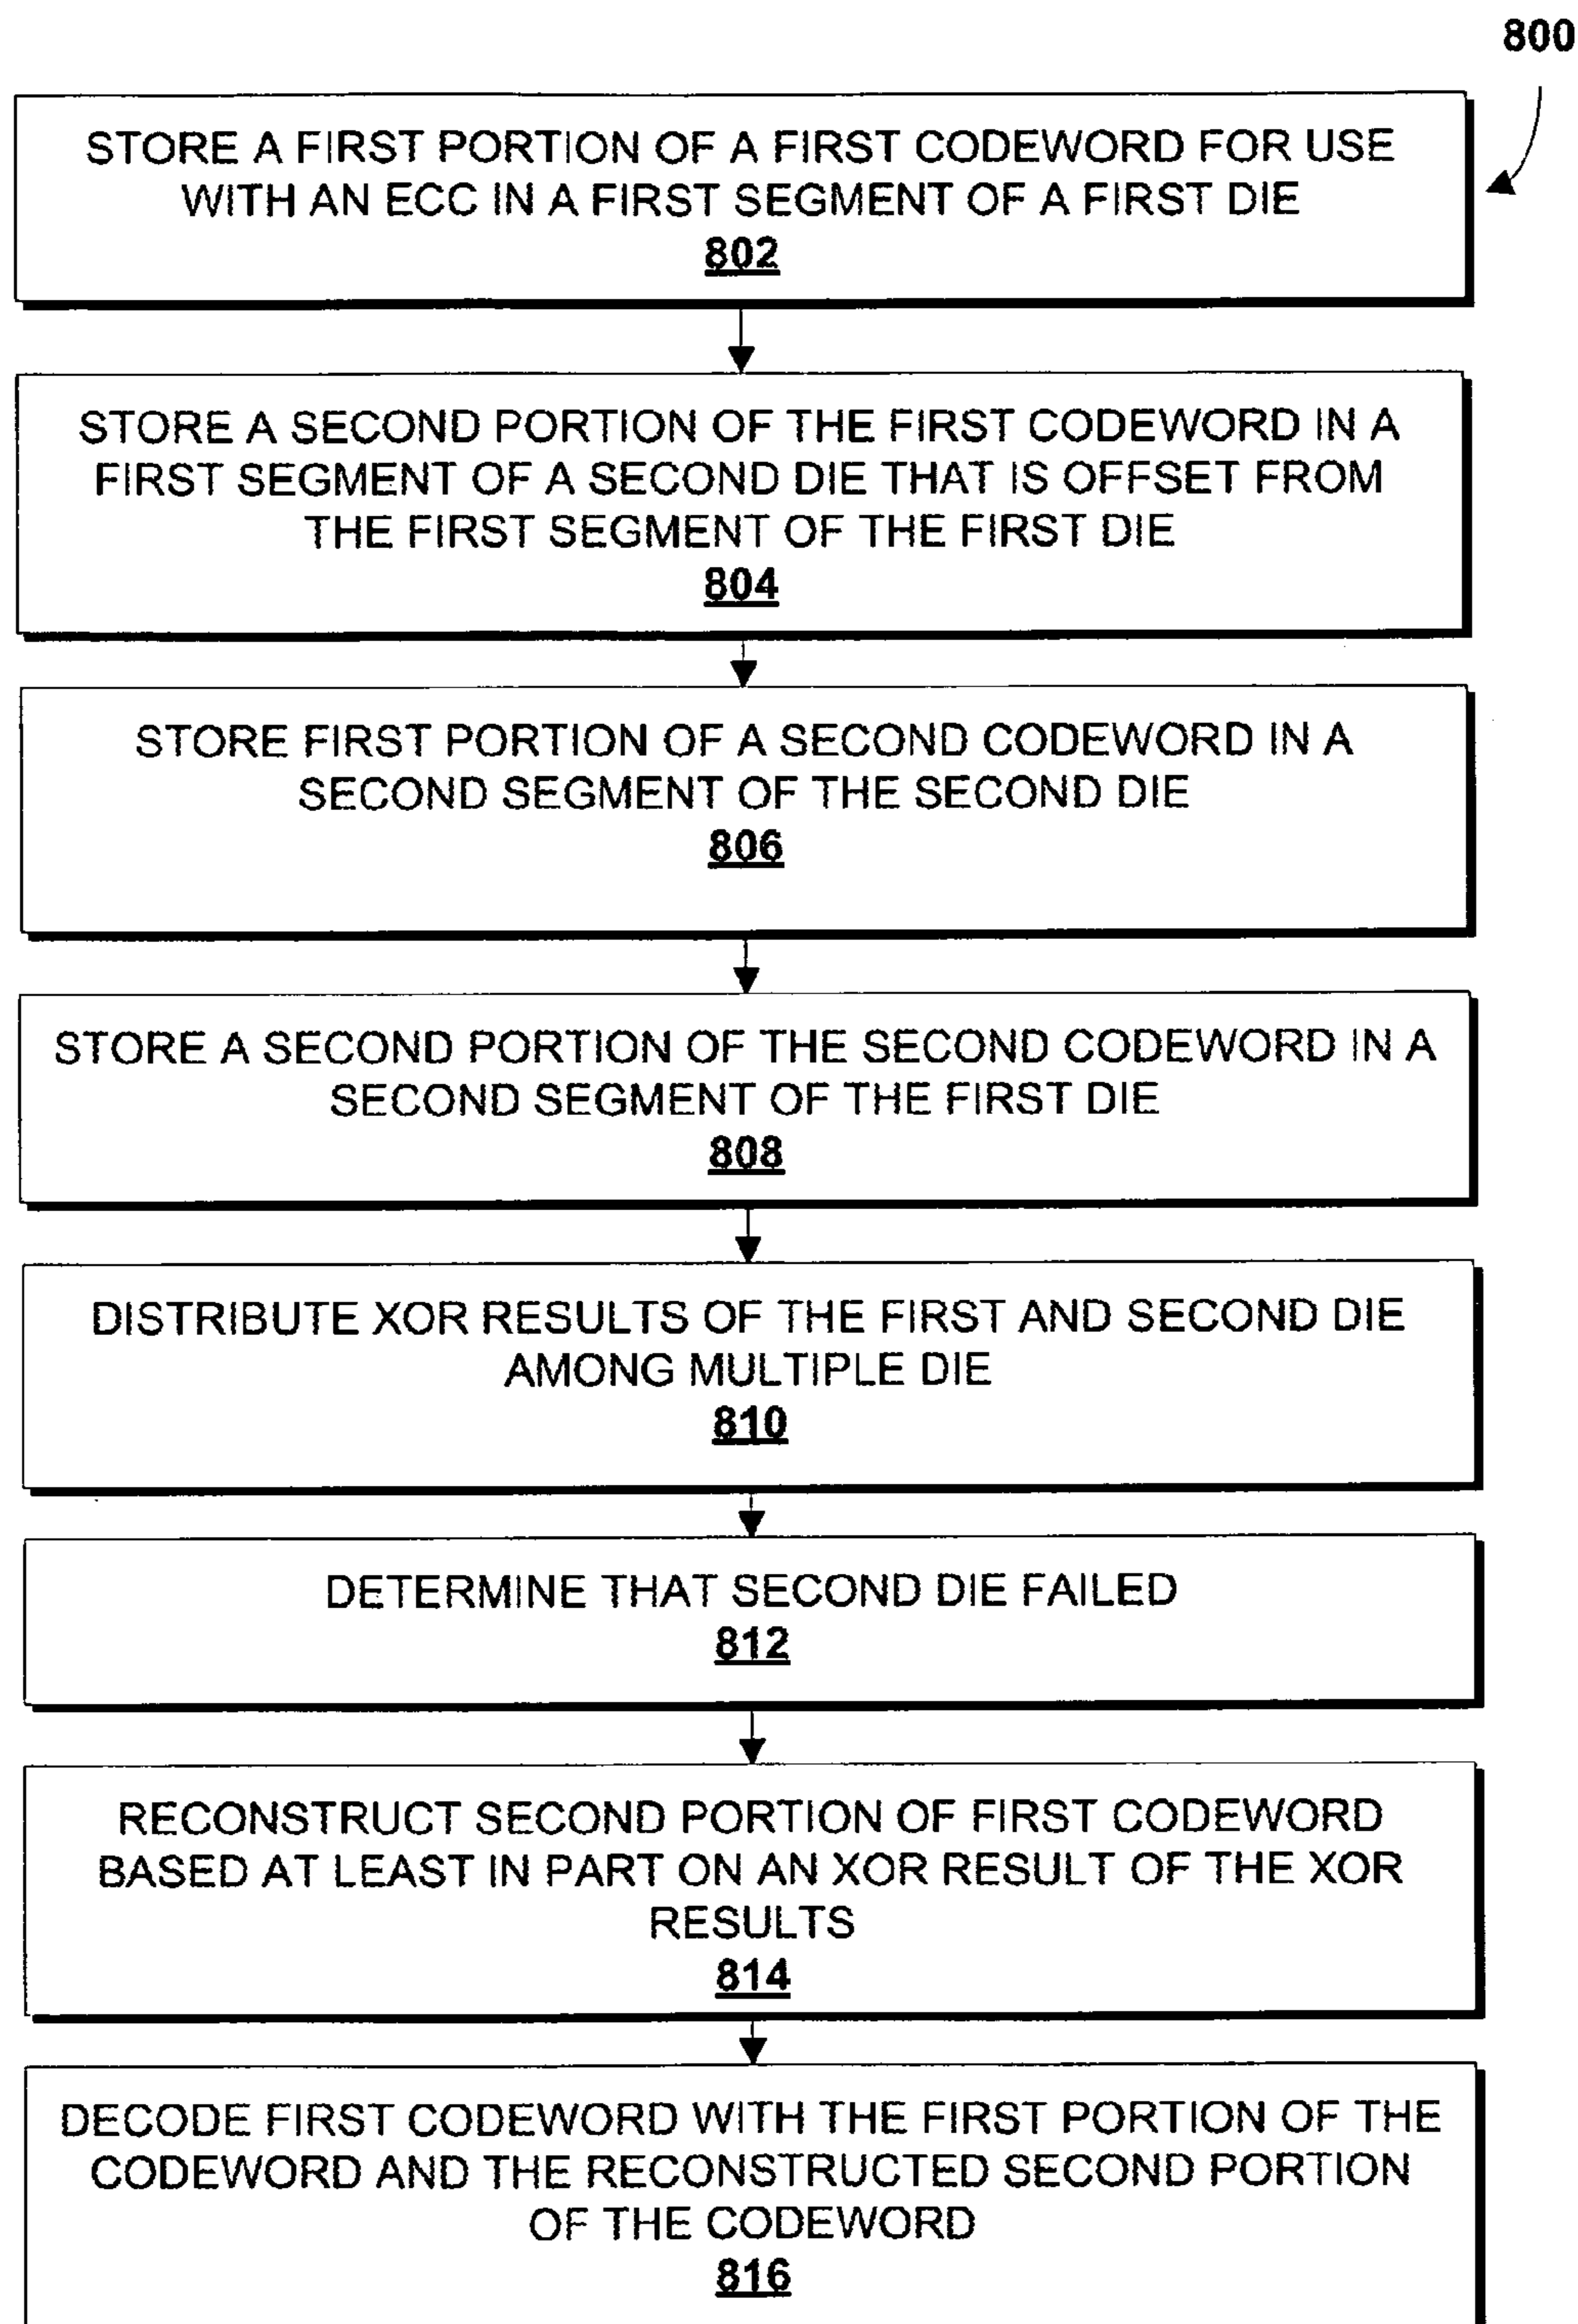 800
STORE A FIRST PORTION OF A FIRST CODEWORD FOR USE
WITH AN ECC IN A FIRST SEGMENT OF A FIRST DIE
802
STORE A SECOND PORTION OF THE FIRST CODEWORD IN A
FIRST SEGMENT OF A SECOND DIE THAT IS OFFSET FROM
THE FIRST SEGMENT OF THE FIRST DIE
804
STORE FIRST PORTION OF A SECOND CODEWORD IN A
SECOND SEGMENT OF THE SECOND DIE
806
STORE A SECOND PORTION OF THE SECOND CODEWORD IN A
SECOND SEGMENT OF THE FIRST DIE
808
DISTRIBUTE XOR RESULTS OF THE FIRST AND SECOND DIE
AMONG MULTIPLE DIE
810
DETERMINE THAT SECOND DIE FAILED
812
RECONSTRUCT SECOND PORTION OF FIRST CODEWORD
BASED AT LEAST IN PART ON AN XOR RESULT OF THE XOR
RESULTS
814
DECODE FIRST CODEWORD WITH THE FIRST PORTION OF THE
CODEWORD AND THE RECONSTRUCTED SECOND PORTION
OF THE CODEWORD
816